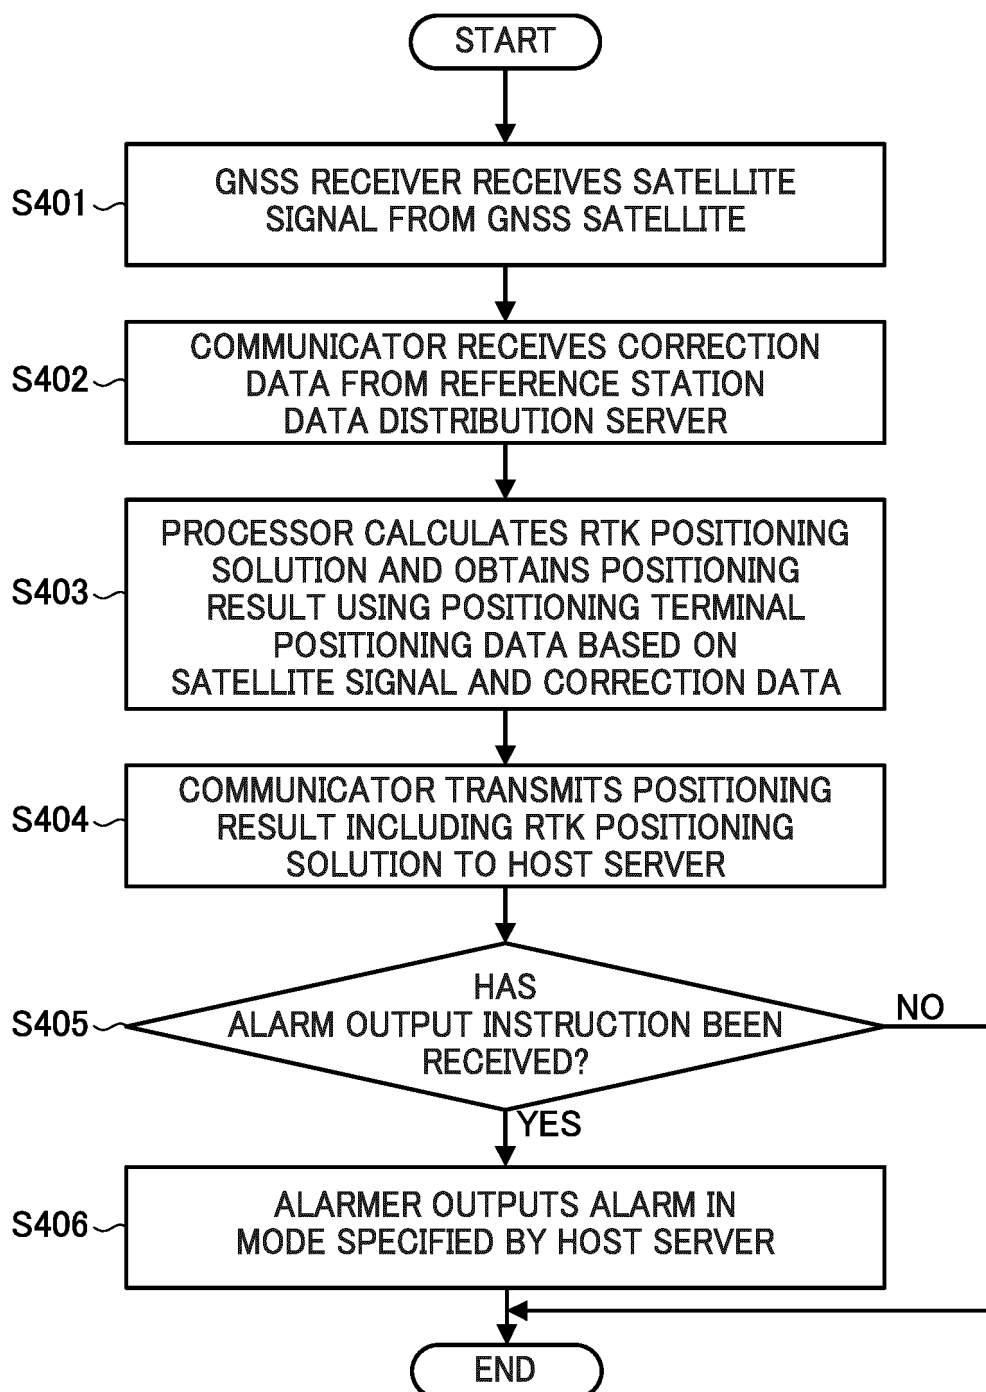 START
S401
GNSS RECEIVER RECEIVES SATELLITE
SIGNAL FROM GNSS SATELLITE
S402
COMMUNICATOR RECEIVES CORRECTION
DATA FROM REFERENCE STATION
DATA DISTRIBUTION SERVER
S403
PROCESSOR CALCULATES RTK POSITIONING
SOLUTION AND OBTAINS POSITIONING
RESULT USING POSITIONING TERMINAL
POSITIONING DATA BASED ON
SATELLITE SIGNAL AND CORRECTION DATA
S404
COMMUNICATOR TRANSMITS POSITIONING
RESULT INCLUDING RTK POSITIONING
SOLUTION TO HOST SERVER
S405
HAS
ALARM OUTPUT INSTRUCTION BEEN
RECEIVED?
NO
YES
S406
ALARMER OUTPUTS ALARM IN
MODE SPECIFIED BY HOST SERVER
END